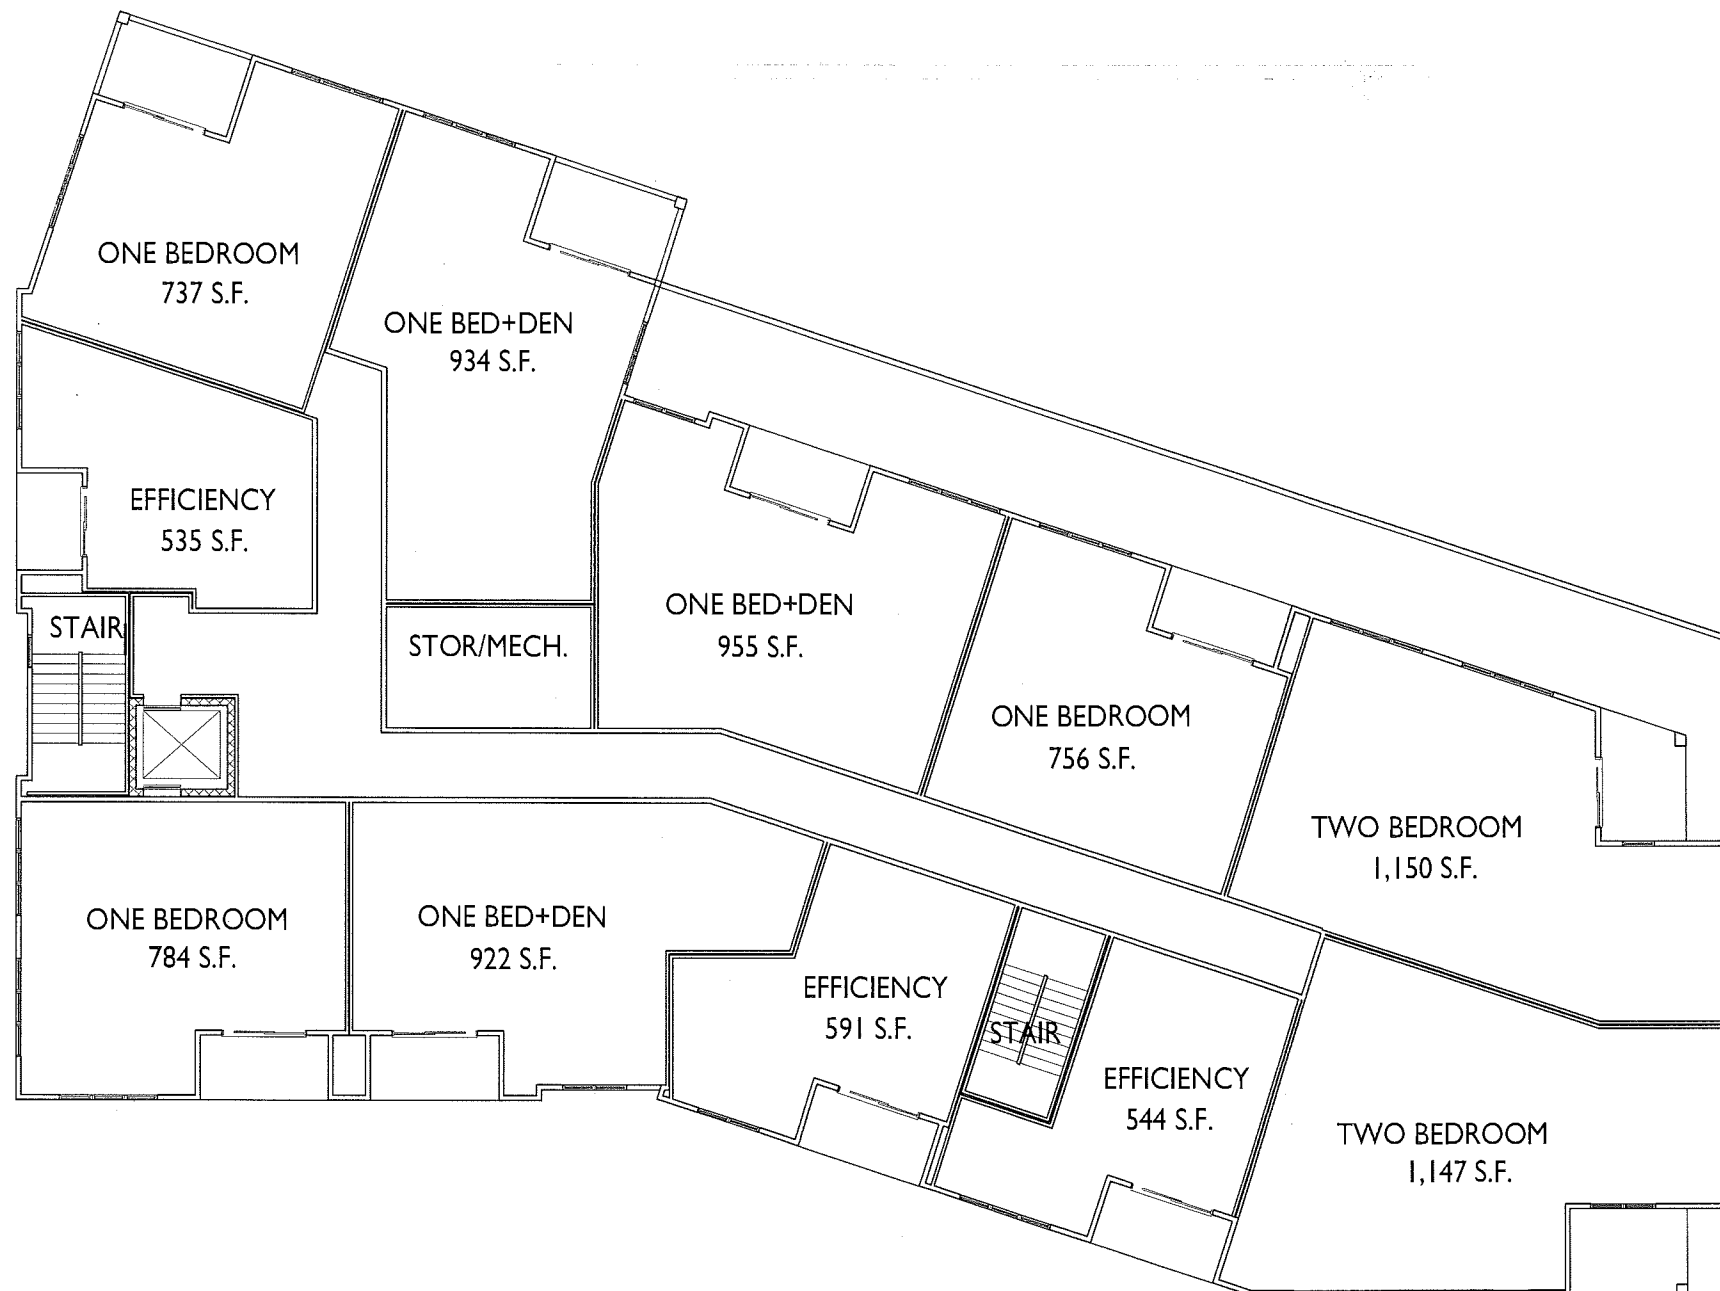 ONE BEDROOM
737 S.F.
ONE BED+DEN
934 S.F.
EFFICIENCY
535 S.F.
STAIR
STOR/MECH.
ONE BED+DEN
955 S.F.
ONE BEDROOM
756 S.F.
TWO BEDROOM
1,150 S.F.
ONE BEDROOM
784 S.F.
ONE BED+DEN
922 S.F.
EFFICIENCY
591 S.F.
STAIR
EFFICIENCY
544 S.F.
TWO BEDROOM
1,147 S.F.